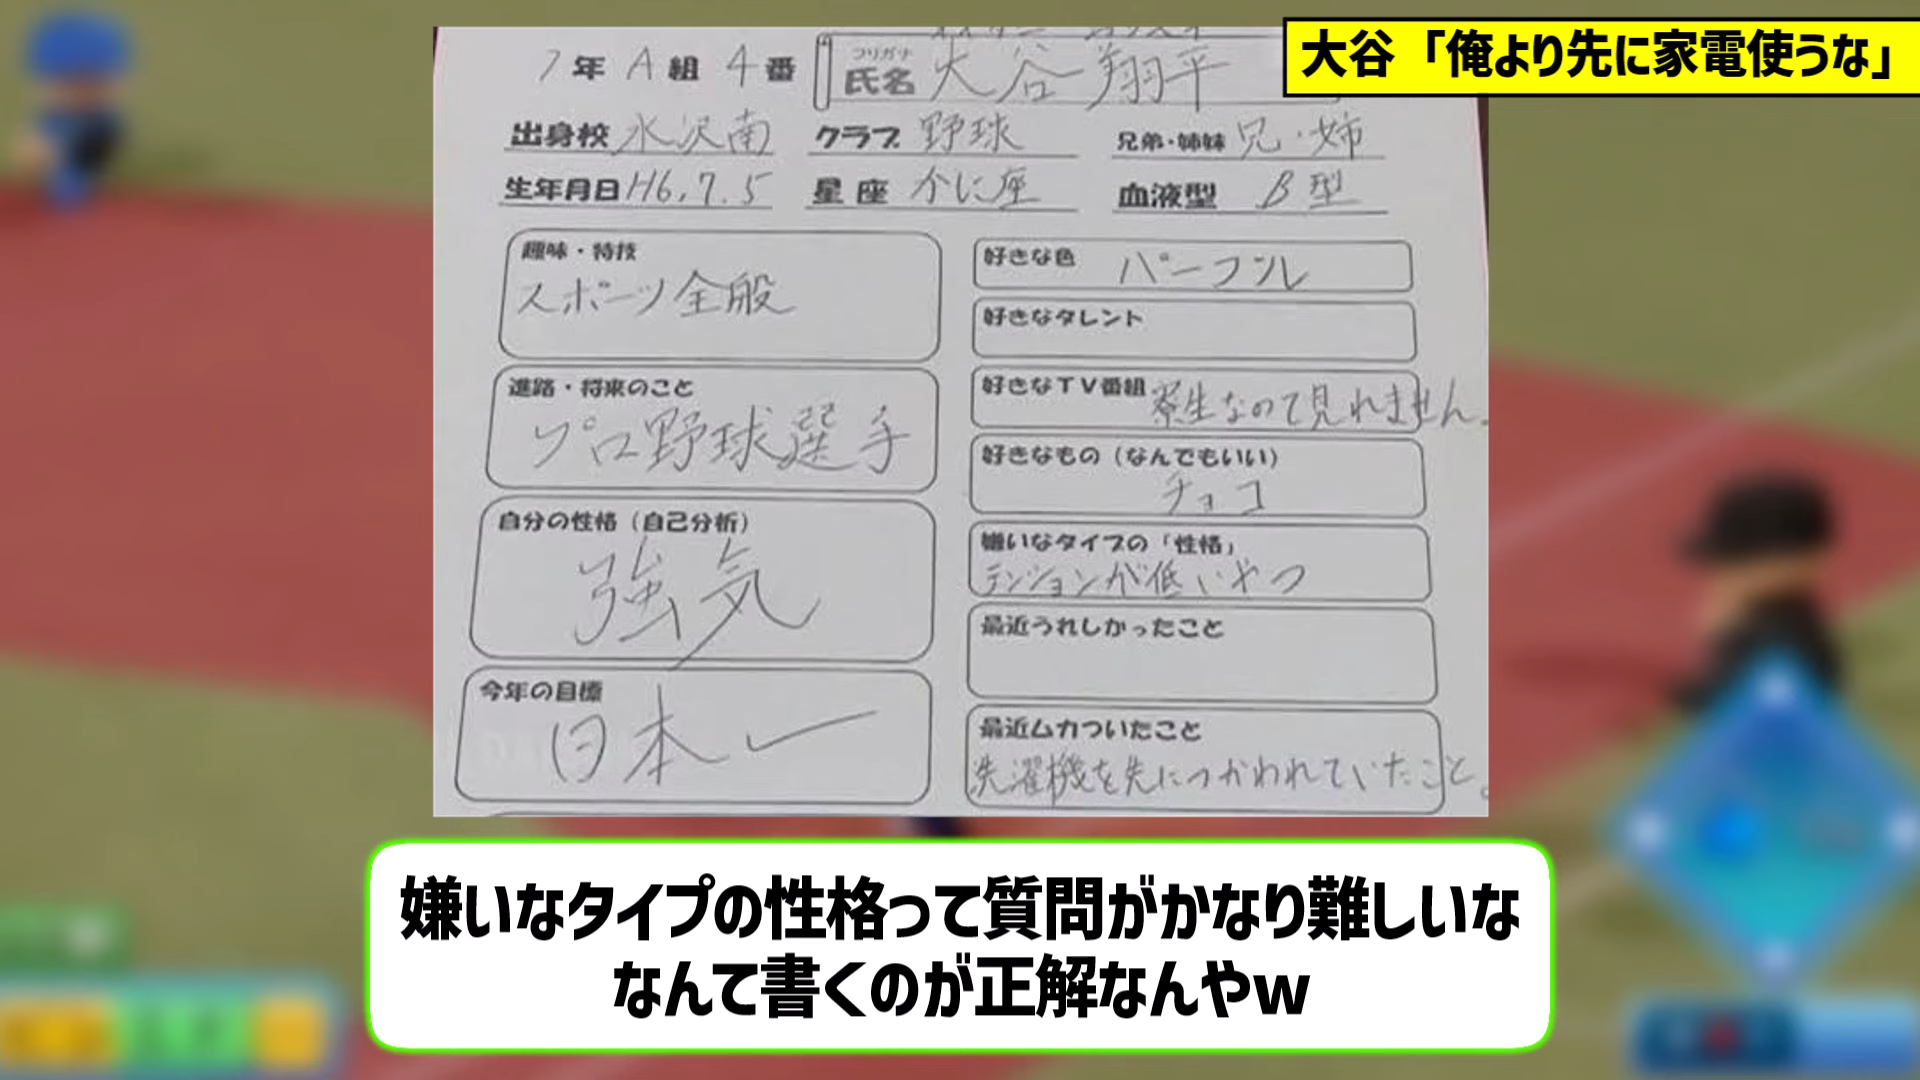 大谷「俺より先に家電使うな」
1年 A組 4番
フリガナ
氏名 大谷翔平
出身校 水沢南 クラブ 野球 兄弟・姉妹 兄・姉
生年月日 H6.7.5 星座 かに座 血液型 B型
趣味・特技
スポーツ全般
進路・将来のこと
プロ野球選手
自分の性格(自己分析)
強気
今年の目標
日本一
好きな色 パープル
好きなタレント
好きなTV番組 寮生なので見れません。
好きなもの(なんでもいい)
チョコ
嫌いなタイプの「性格」
テンションが低いやつ
最近うれしかったこと
最近ムカついたこと
洗濯機を先につかわれていたこと。
嫌いなタイプの性格って質問がかなり難しいな
なんて書くのが正解なんやw